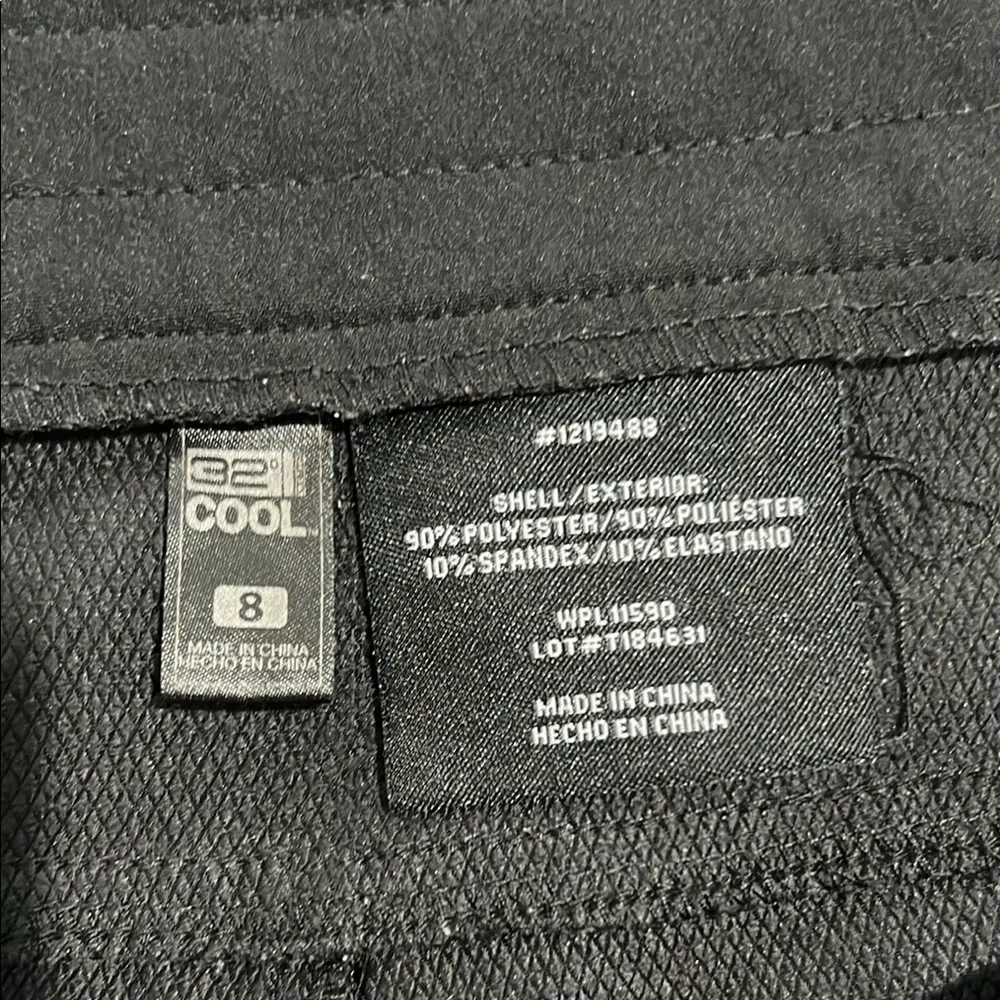 32°
COOL
8
MADE IN CHINA
HECHO EN CHINA
#1219488
SHELL/EXTERIOR:
90% POLYESTER/90% POLIÉSTER
10% SPANDEX/10% ELASTANO
WPL 11590
LOT#T184631
MADE IN CHINA
HECHO EN CHINA